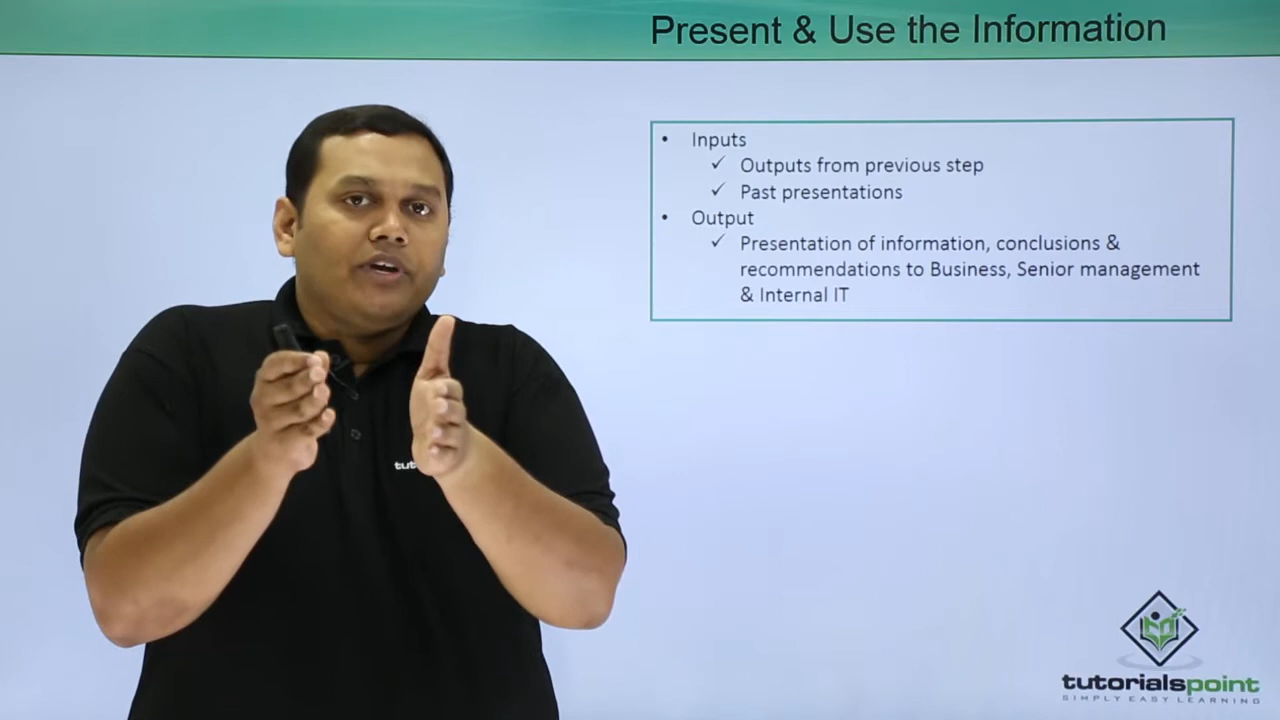 Present & Use the Information
• Inputs
✓ Outputs from previous step
✓ Past presentations
• Output
✓ Presentation of information, conclusions &
recommendations to Business, Senior management
& Internal IT
tut
tutorialspoint
SIMPLY EASY LEARNING